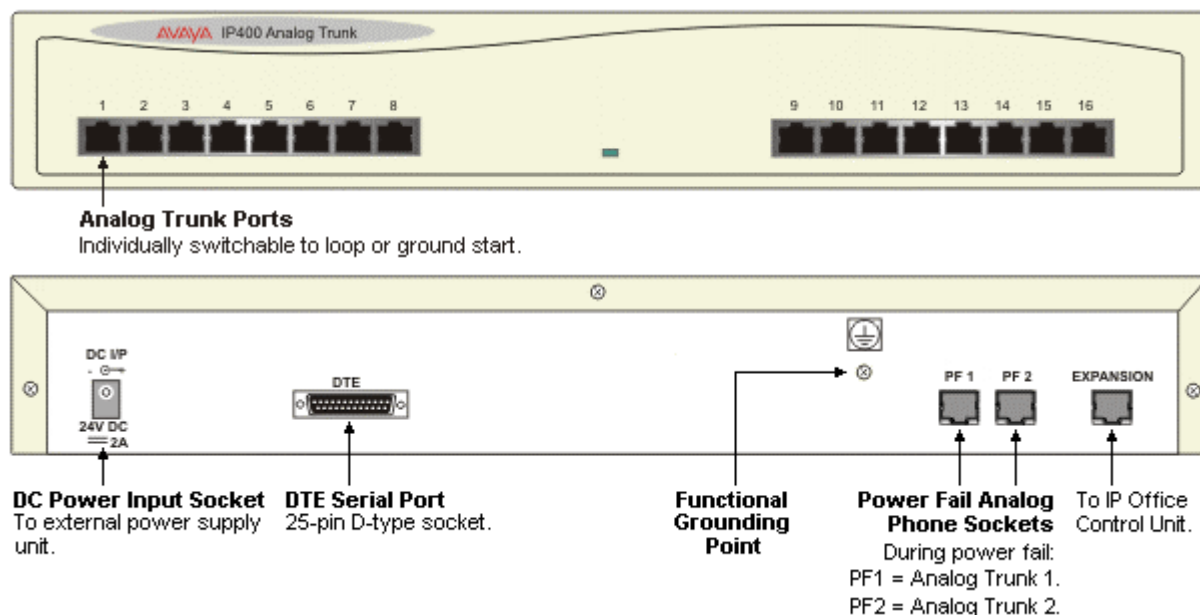 AVAYA IP400 Analog Trunk
1 2 3 4 5 6 7 8
9 10 11 12 13 14 15 16
Analog Trunk Ports
Individually switchable to loop or ground start.
DC I/P
- +
24V DC
2A
DTE
PF 1 PF 2 EXPANSION
DC Power Input Socket
To external power supply
unit.
DTE Serial Port
25-pin D-type socket.
Functional
Grounding
Point
Power Fail Analog
Phone Sockets
During power fail:
PF1 = Analog Trunk 1.
PF2 = Analog Trunk 2.
To IP Office
Control Unit.